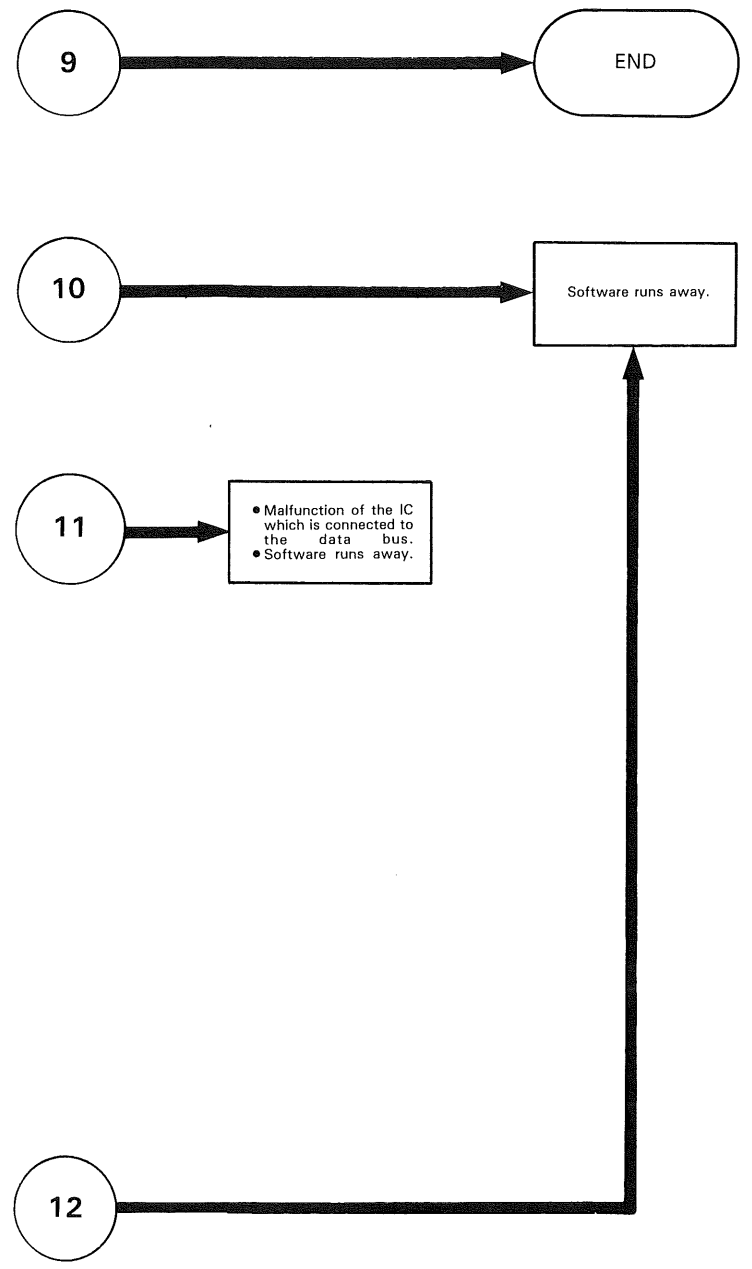 9
END
10
Software runs away.
11
● Malfunction of the IC
which is connected to
the data bus.
● Software runs away.
12